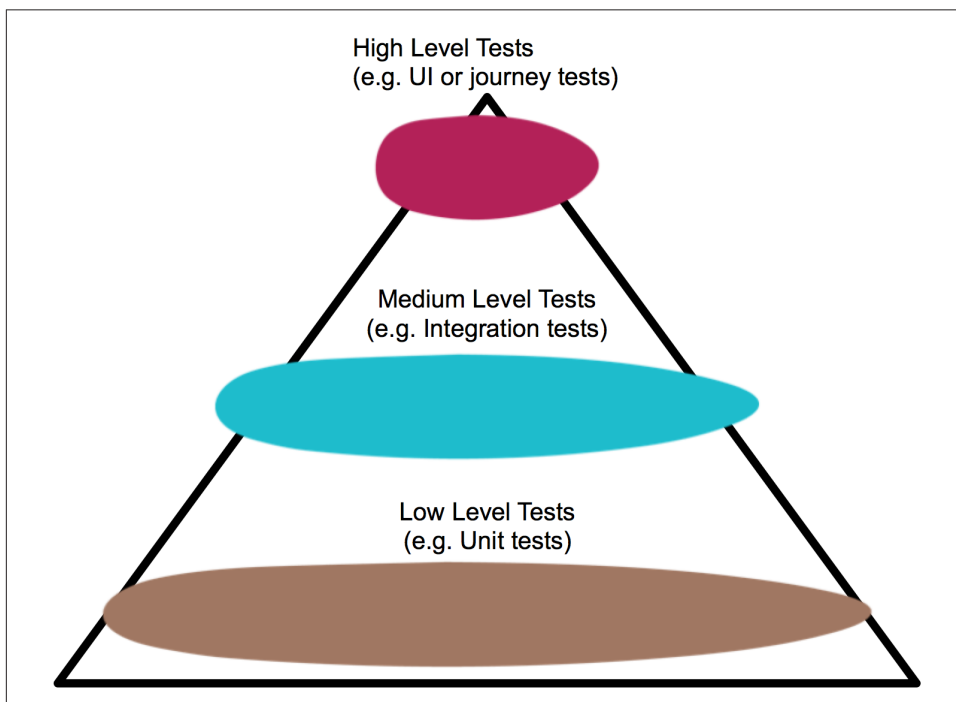 High Level Tests
(e.g. UI or journey tests)
Medium Level Tests
(e.g. Integration tests)
Low Level Tests
(e.g. Unit tests)